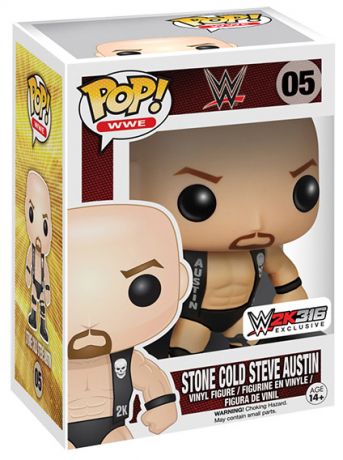 POP!
WWE
W
05
POP!
WWE
AUSTIN
W2K316
EXCLUSIVE
STONE COLD STEVE AUSTIN
VINYL FIGURE / FIGURINE EN VINYLE /
FIGURA DE VINIL
WARNING! Choking Hazard.
May contain small parts.
AGE
14+
2K
05